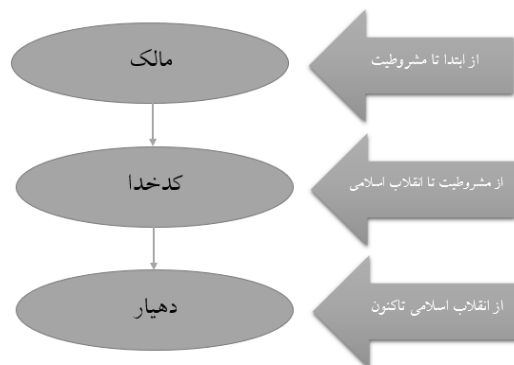 از ابتدا تا مشروطیت
مالک
از مشروطیت تا انقلاب اسلامی
کدخدا
از انقلاب اسلامی تاکنون
دهیار